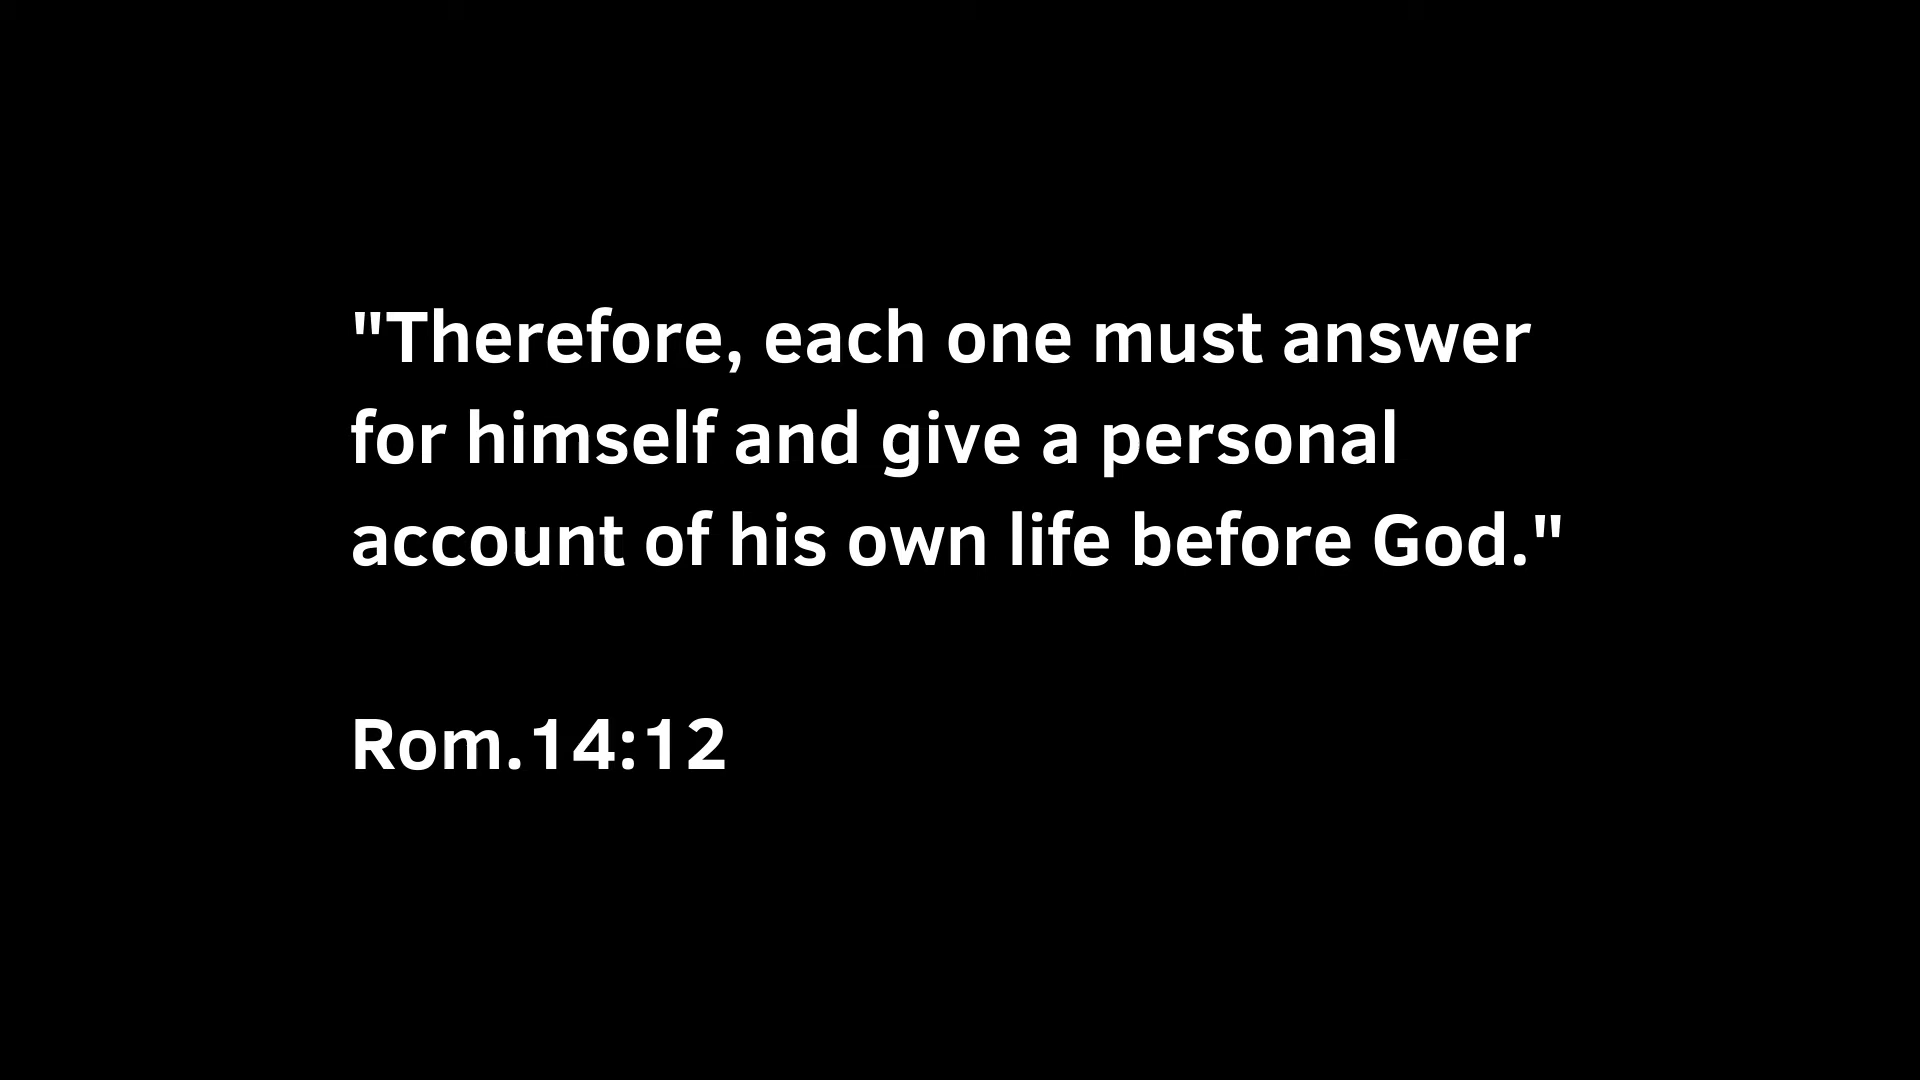 "Therefore, each one must answer
for himself and give a personal
account of his own life before God."
Rom.14:12